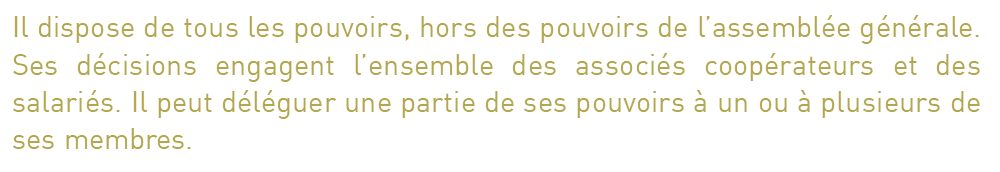 Il dispose de tous les pouvoirs, hors des pouvoirs de l’assemblée générale.
Ses décisions engagent l’ensemble des associés coopérateurs et des
salariés. Il peut déléguer une partie de ses pouvoirs à un ou à plusieurs de
ses membres.